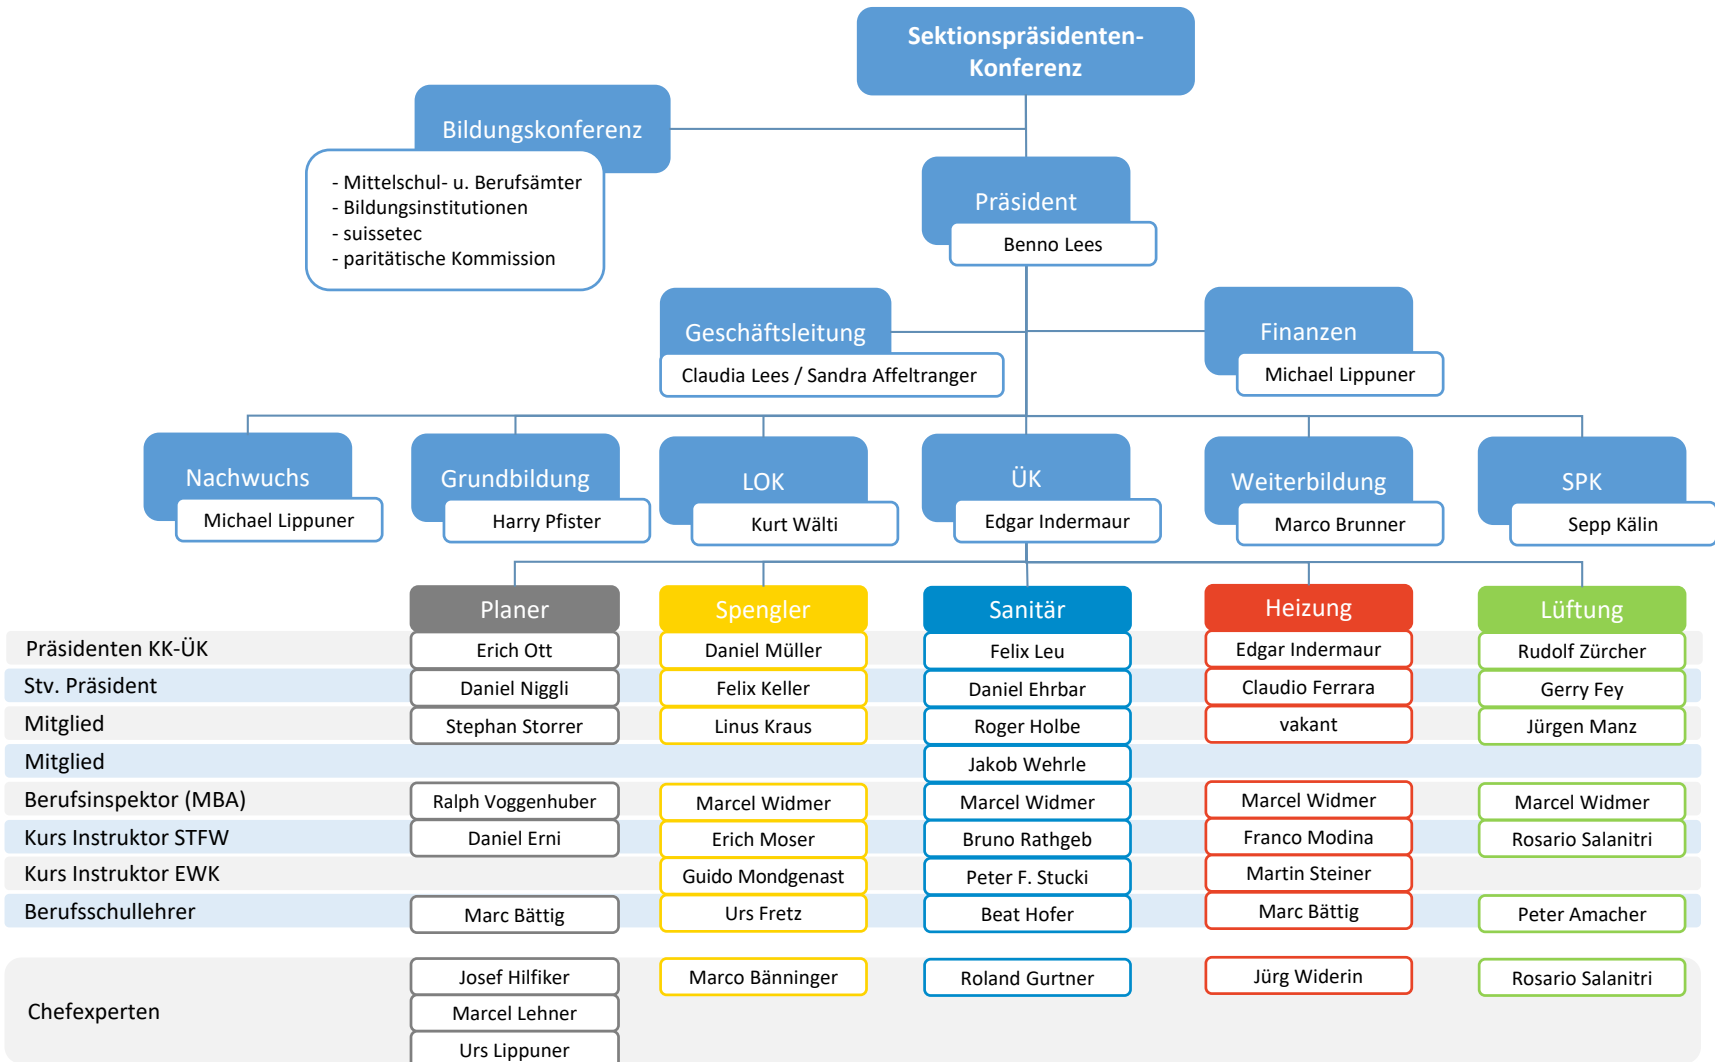 Sektionspräsidenten-
Konferenz
Bildungskonferenz
- Mittelschul- u. Berufsämter
- Bildungsinstitutionen
- suissetec
- paritätische Kommission
Präsident
Benno Lees
Geschäftsleitung
Claudia Lees / Sandra Affeltranger
Finanzen
Michael Lippuner
Nachwuchs
Michael Lippuner
Grundbildung
Harry Pfister
LOK
Kurt Wälti
ÜK
Edgar Indermaur
Weiterbildung
Marco Brunner
SPK
Sepp Kälin
Planer Spengler Sanitär Heizung Lüftung
Präsidenten KK-ÜK Erich Ott Daniel Müller Felix Leu Edgar Indermaur Rudolf Zürcher
Stv. Präsident Daniel Niggli Felix Keller Daniel Ehrbar Claudio Ferrara Gerry Fey
Mitglied Stephan Storrer Linus Kraus Roger Holbe vakant Jürgen Manz
Mitglied Jakob Wehrle
Berufsinspektor (MBA) Ralph Voggenhuber Marcel Widmer Marcel Widmer Marcel Widmer Marcel Widmer
Kurs Instruktor STFW Daniel Erni Erich Moser Bruno Rathgeb Franco Modina Rosario Salanitri
Kurs Instruktor EWK Guido Mondgenast Peter F. Stucki Martin Steiner
Berufsschullehrer Marc Bättig Urs Fretz Beat Hofer Marc Bättig Peter Amacher
Josef Hilfiker Marco Bänninger Roland Gurtner Jürg Widerin Rosario Salanitri
Chefexperten Marcel Lehner
Urs Lippuner